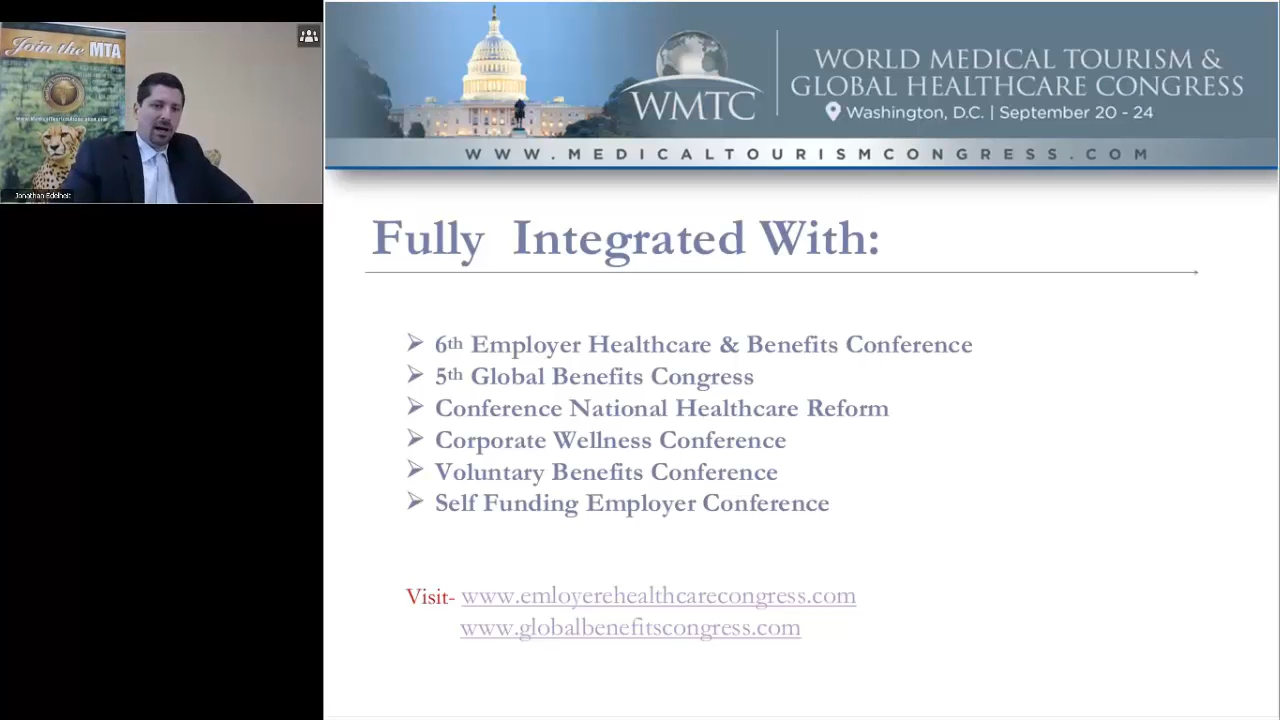 Join the MTA
Jonathan Edelheit
WMTC
WORLD MEDICAL TOURISM &
GLOBAL HEALTHCARE CONGRESS
Washington, D.C. | September 20 - 24
WWW.MEDICALTOURISMCONGRESS.COM
Fully Integrated With:
6th Employer Healthcare & Benefits Conference
5th Global Benefits Congress
Conference National Healthcare Reform
Corporate Wellness Conference
Voluntary Benefits Conference
Self Funding Employer Conference
Visit- www.emloyerehealthcarecongress.com
www.globalbenefitscongress.com